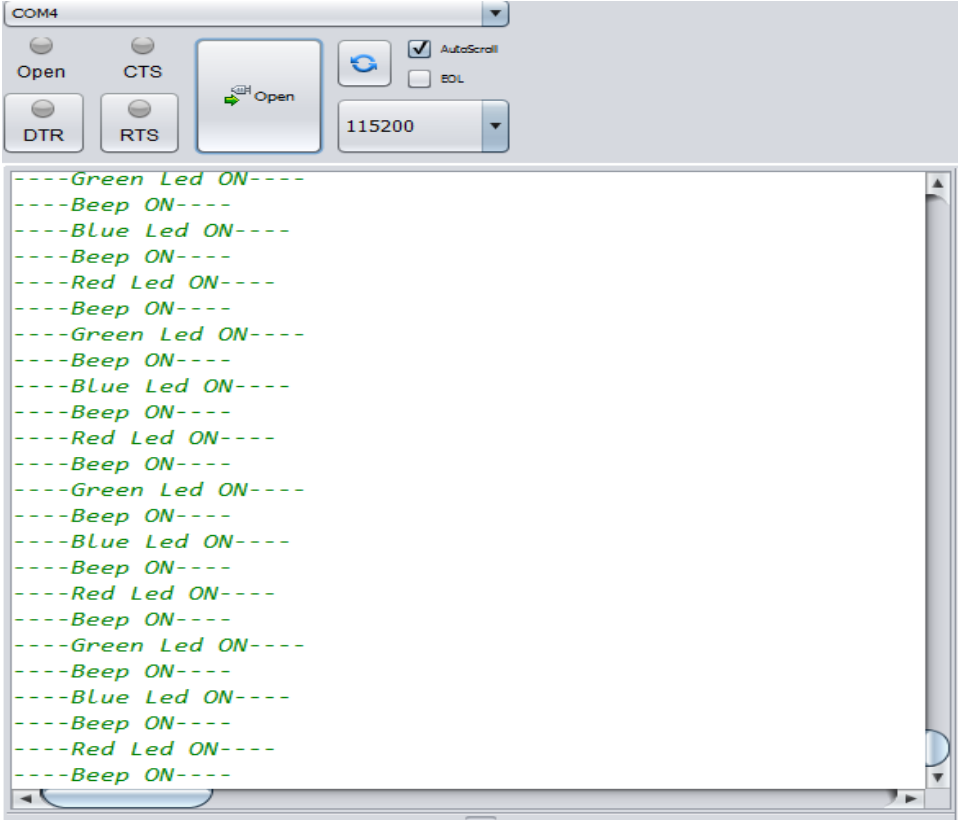 COM4
Open CTS
DTR RTS
Open
AutoScroll
EOL
115200
----Green Led ON----
----Beep ON----
----Blue Led ON----
----Beep ON----
----Red Led ON----
----Beep ON----
----Green Led ON----
----Beep ON----
----Blue Led ON----
----Beep ON----
----Red Led ON----
----Beep ON----
----Green Led ON----
----Beep ON----
----Blue Led ON----
----Beep ON----
----Red Led ON----
----Beep ON----
----Green Led ON----
----Beep ON----
----Blue Led ON----
----Beep ON----
----Red Led ON----
----Beep ON----